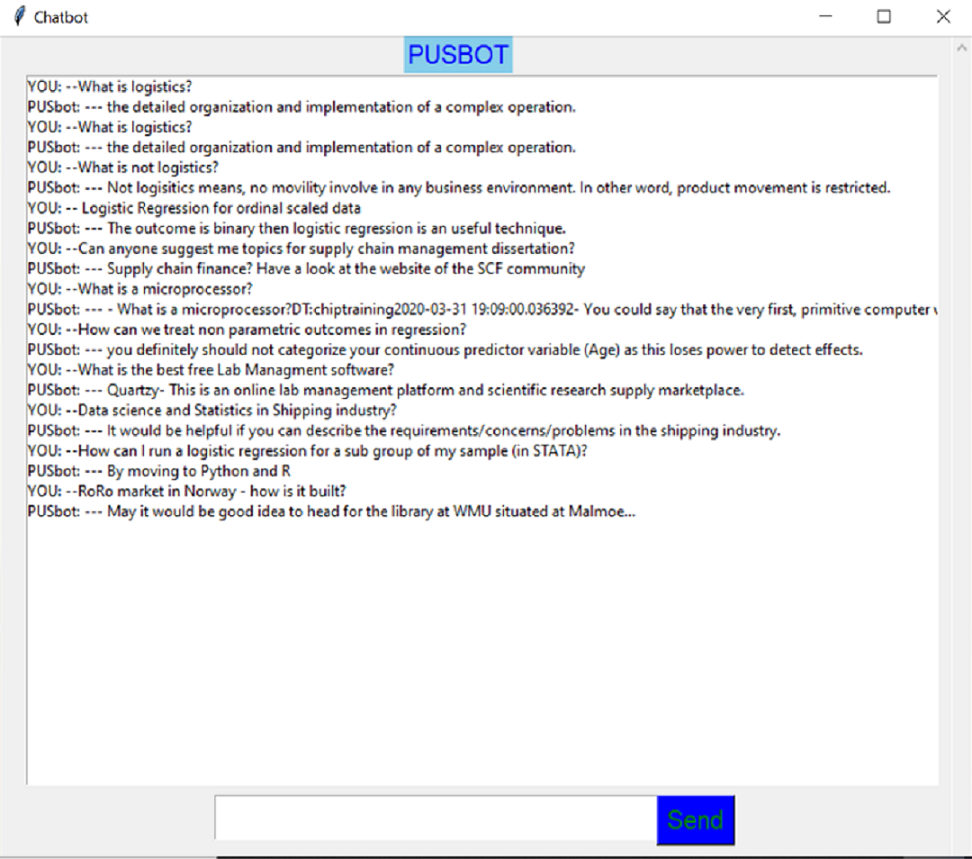 Chatbot
PUSBOT
YOU: --What is logistics?
PUSbot: --- the detailed organization and implementation of a complex operation.
YOU: --What is logistics?
PUSbot: --- the detailed organization and implementation of a complex operation.
YOU: --What is not logistics?
PUSbot: --- Not logisitics means, no movility involve in any business environment. In other word, product movement is restricted.
YOU: -- Logistic Regression for ordinal scaled data
PUSbot: --- The outcome is binary then logistic regression is an useful technique.
YOU: --Can anyone suggest me topics for supply chain management dissertation?
PUSbot: --- Supply chain finance? Have a look at the website of the SCF community
YOU: --What is a microprocessor?
PUSbot: --- - What is a microprocessor?DT:chiptraining2020-03-31 19:09:00.036392- You could say that the very first, primitive computer
YOU: --How can we treat non parametric outcomes in regression?
PUSbot: --- you definitely should not categorize your continuous predictor variable (Age) as this loses power to detect effects.
YOU: --What is the best free Lab Managment software?
PUSbot: --- Quartzy- This is an online lab management platform and scientific research supply marketplace.
YOU: --Data science and Statistics in Shipping industry?
PUSbot: --- It would be helpful if you can describe the requirements/concerns/problems in the shipping industry.
YOU: --How can I run a logistic regression for a sub group of my sample (in STATA)?
PUSbot: --- By moving to Python and R
YOU: --RoRo market in Norway - how is it built?
PUSbot: --- May it would be good idea to head for the library at WMU situated at Malmoe...
Send